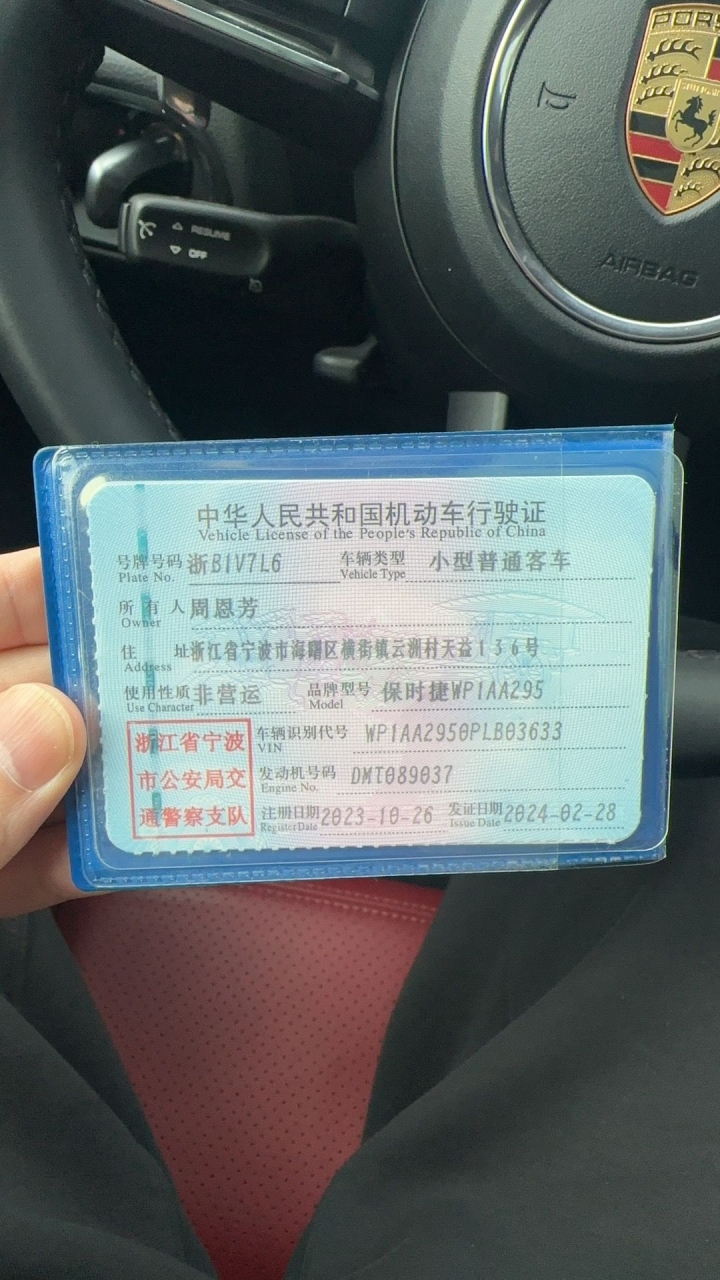 PORS
STUTTGART
AIRBAG
RESUME
OFF
中华人民共和国机动车行驶证
Vehicle License of the People's Republic of China
号牌号码 浙B1V7L6 车辆类型 小型普通客车
Plate No. Vehicle Type
所有人 周恩芳
Owner
住址 浙江省宁波市海曙区横街镇云洲村天益136号
Address
使用性质 非营运 品牌型号 保时捷WP1AA295
Use Character Model
浙江省宁波
市公安局交
通警察支队
车辆识别代号 WP1AA2950PLB03633
VIN
发动机号码 DMT089037
Engine No.
注册日期 2023-10-26 发证日期 2024-02-28
Register Date Issue Date